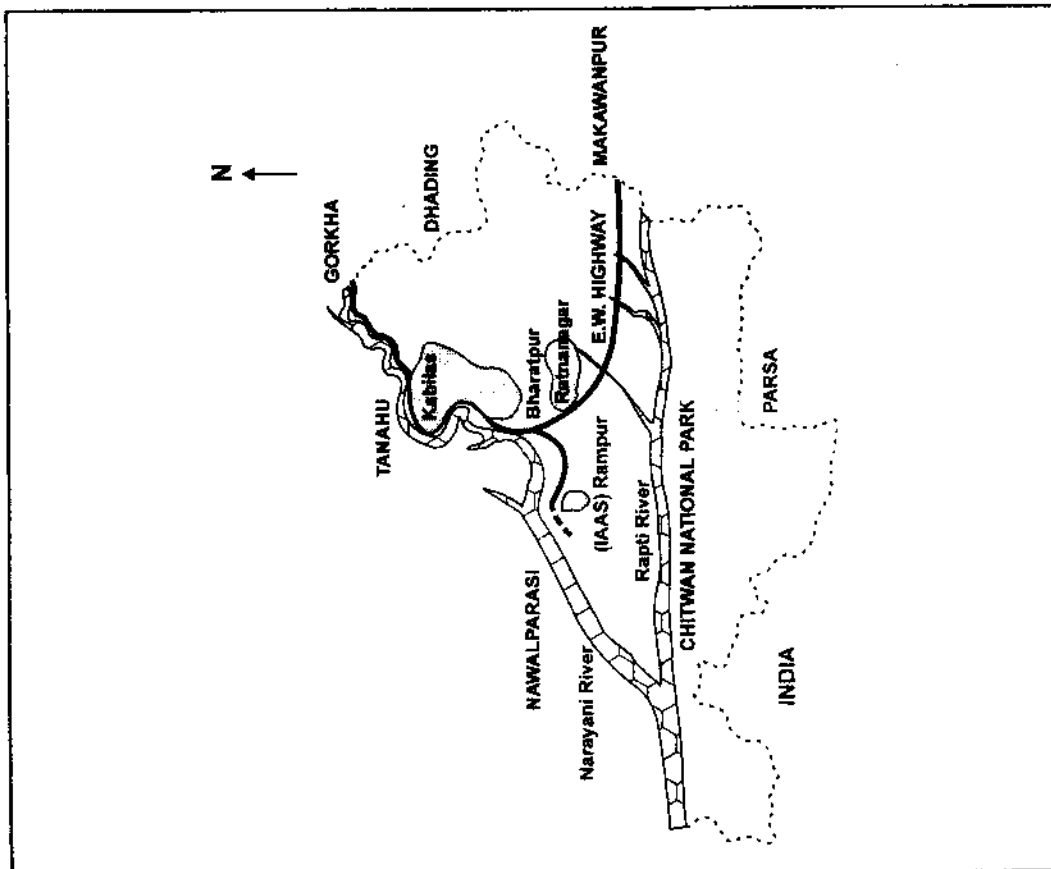 N
GORKHA
DHADING
TANAHU
Kabilas
MAKAWANPUR
Bharatpur
Ratnanagar
E.W. HIGHWAY
(IAAS) Rampur
NAWALPARASI
Narayani River
Rapti River
CHITWAN NATIONAL PARK
PARSA
INDIA